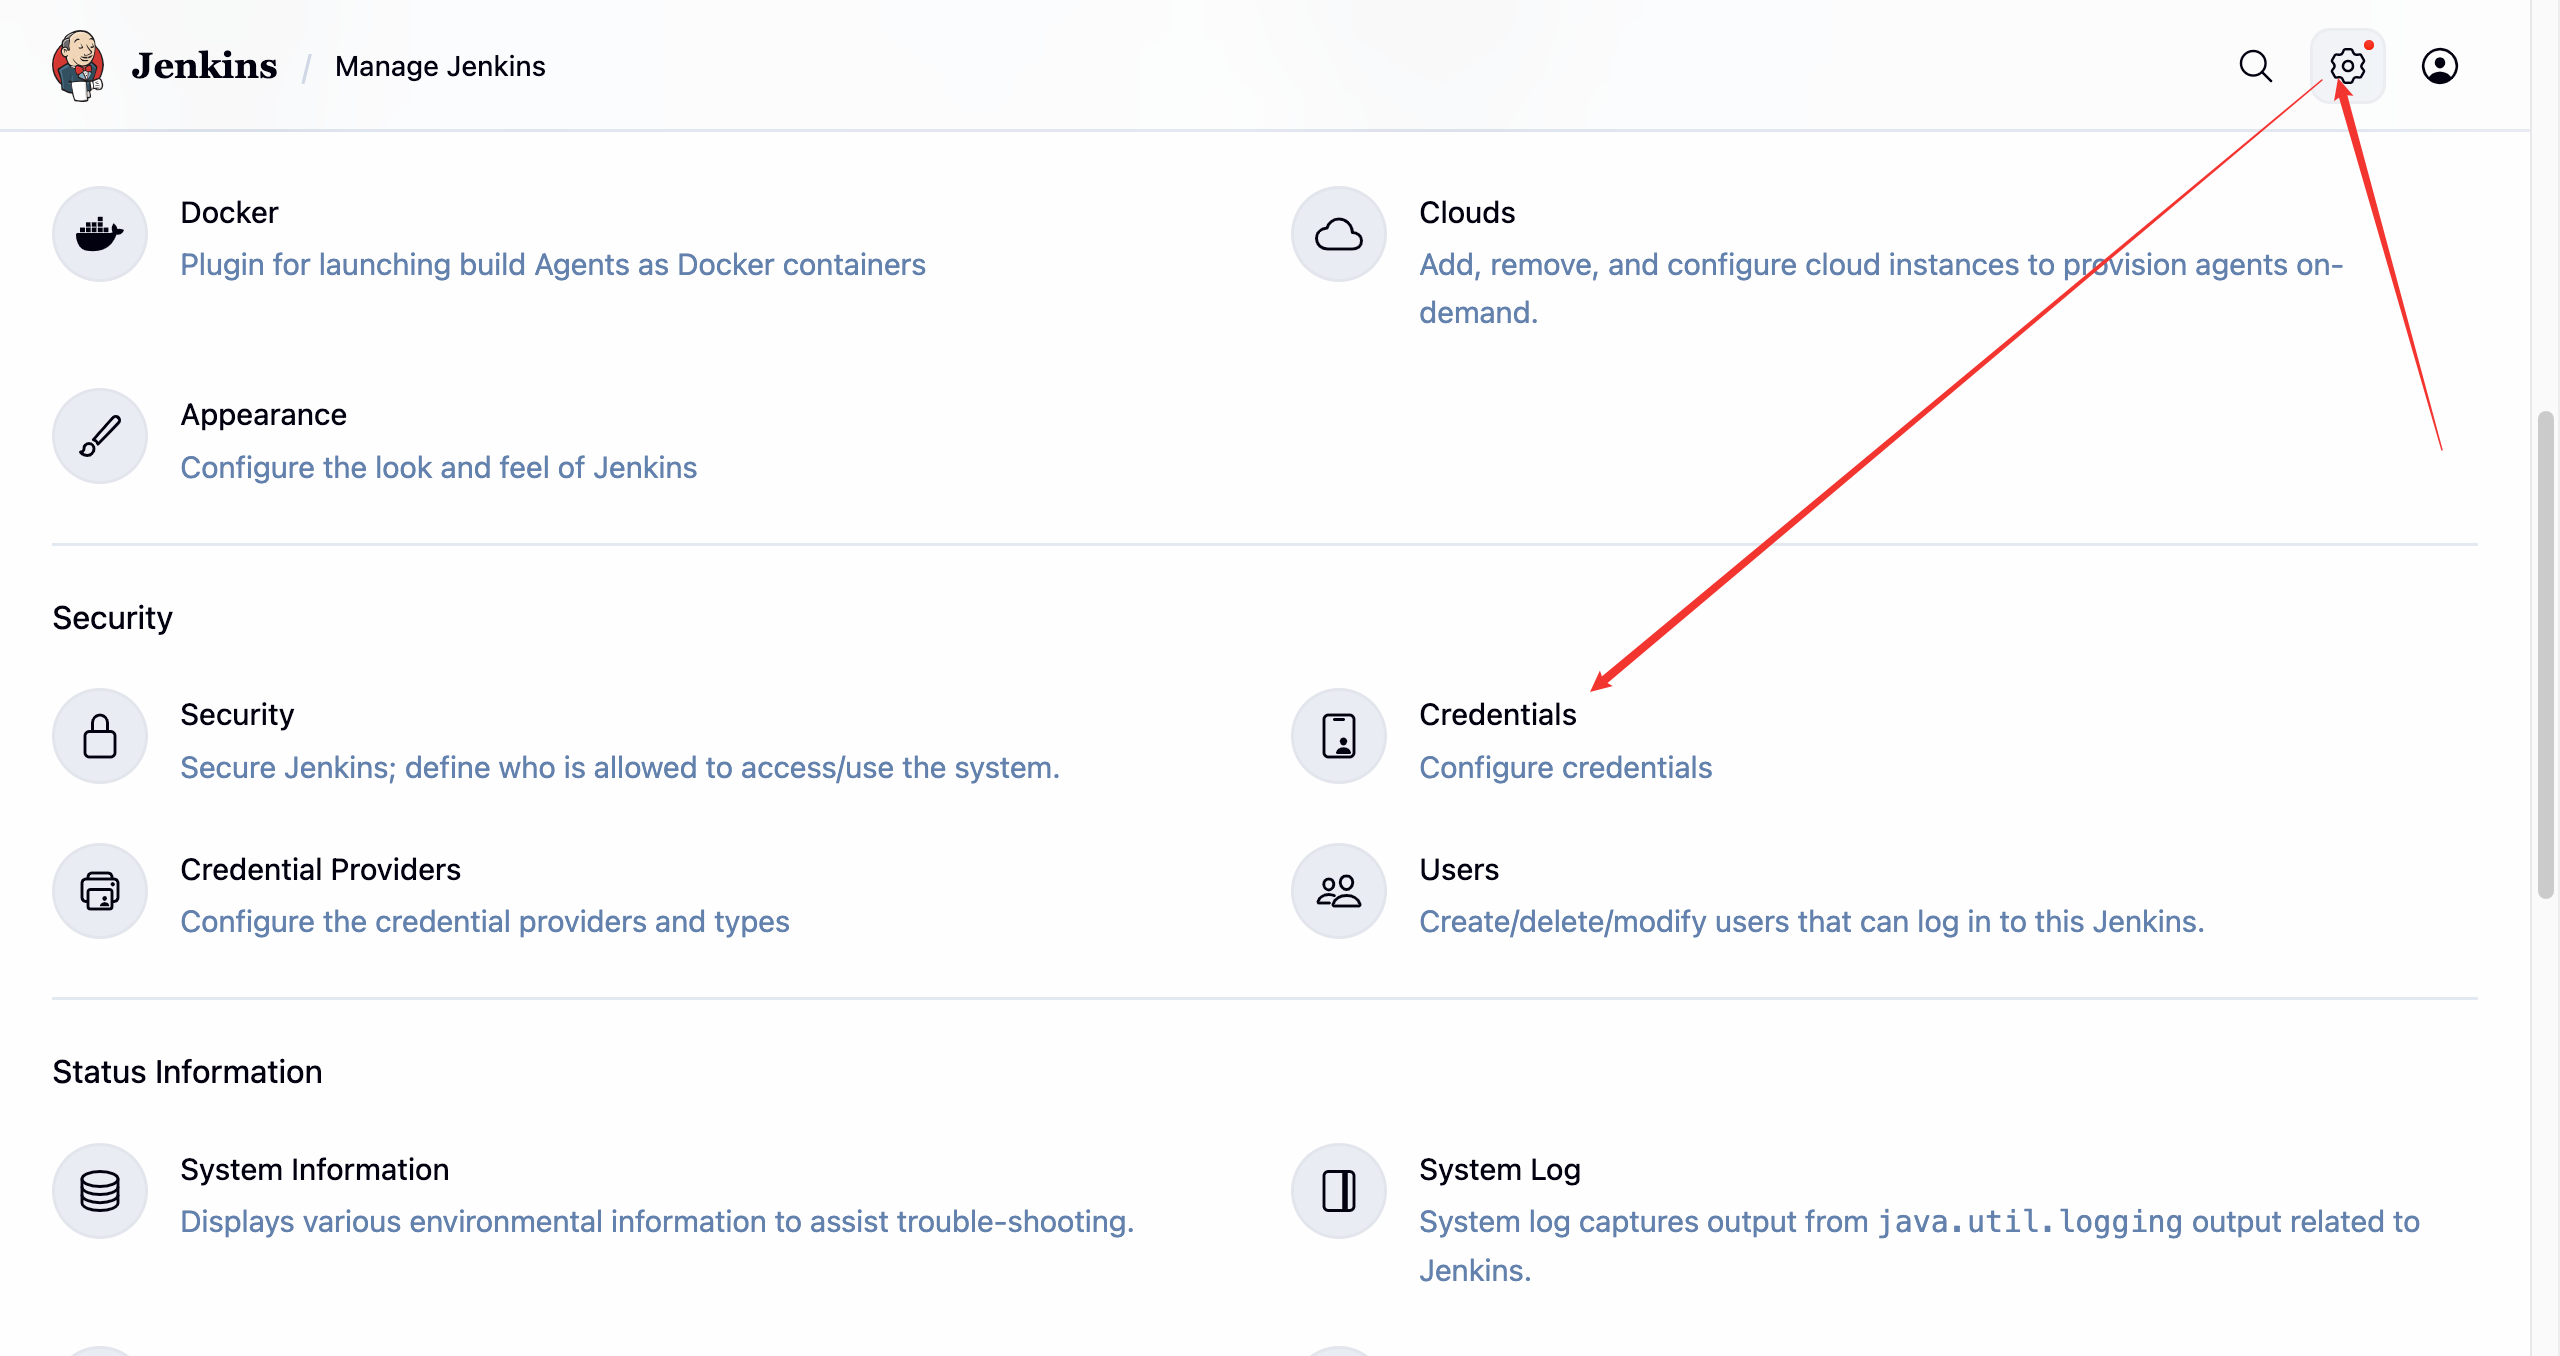 Jenkins / Manage Jenkins
Docker
Plugin for launching build Agents as Docker containers
Clouds
Add, remove, and configure cloud instances to provision agents on-
demand.
Appearance
Configure the look and feel of Jenkins
Security
Security
Secure Jenkins; define who is allowed to access/use the system.
Credentials
Configure credentials
Credential Providers
Configure the credential providers and types
Users
Create/delete/modify users that can log in to this Jenkins.
Status Information
System Information
Displays various environmental information to assist trouble-shooting.
System Log
System log captures output from java.util.logging output related to
Jenkins.